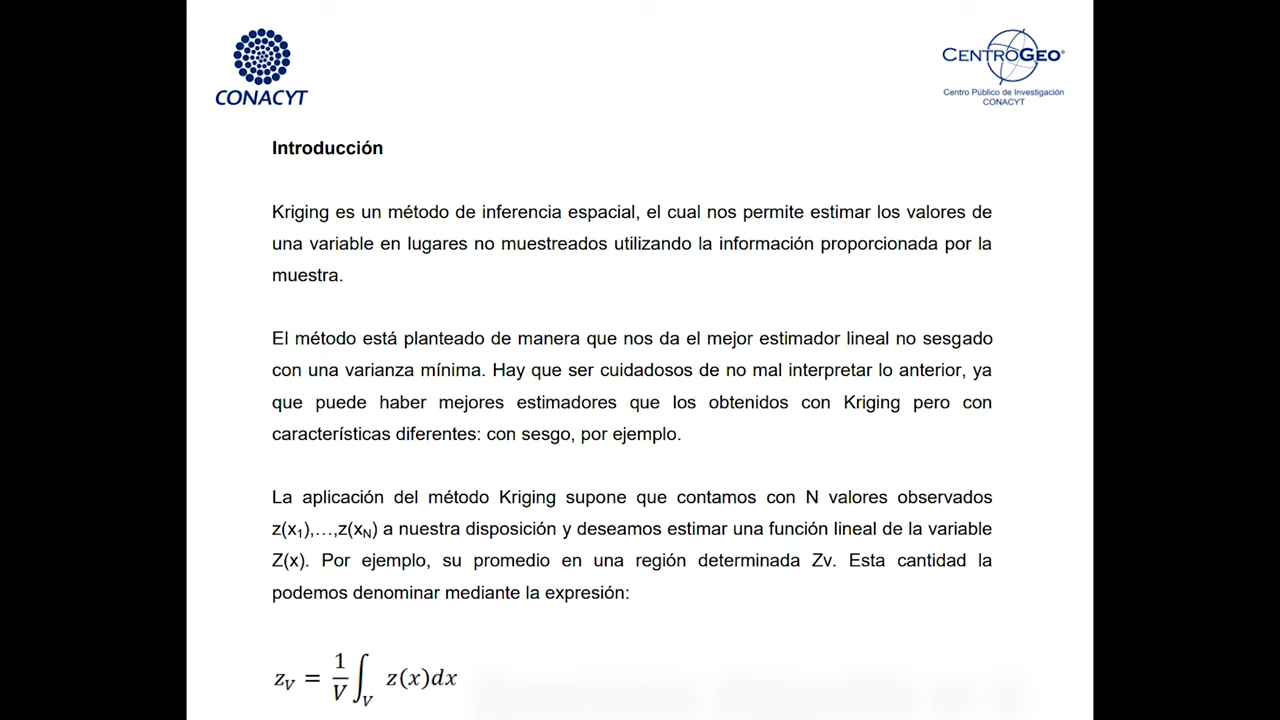 CONACYT
CENTROGEO®
Centro Público de Investigación
CONACYT
Introducción
Kriging es un método de inferencia espacial, el cual nos permite estimar los valores de
una variable en lugares no muestreados utilizando la información proporcionada por la
muestra.
El método está planteado de manera que nos da el mejor estimador lineal no sesgado
con una varianza mínima. Hay que ser cuidadosos de no mal interpretar lo anterior, ya
que puede haber mejores estimadores que los obtenidos con Kriging pero con
características diferentes: con sesgo, por ejemplo.
La aplicación del método Kriging supone que contamos con N valores observados
z(x₁),…,z(x_N) a nuestra disposición y deseamos estimar una función lineal de la variable
Z(x). Por ejemplo, su promedio en una región determinada Zv. Esta cantidad la
podemos denominar mediante la expresión:
z_V = 1/V ∫_V z(x)dx